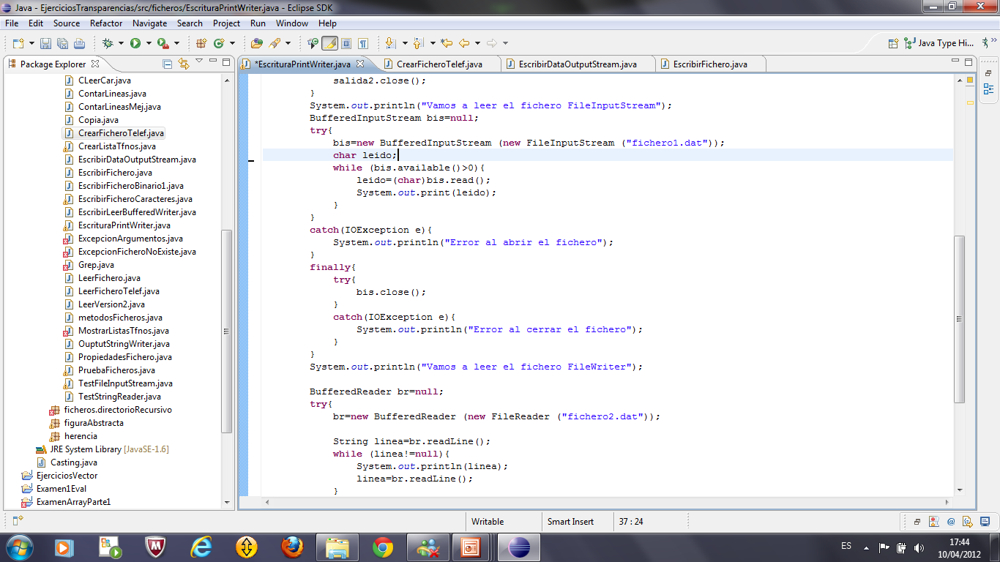 Java - EjerciciosTransparencias/src/ficheros/EscrituraPrintWriter.java - Eclipse SDK
File Edit Source Refactor Navigate Search Project Run Window Help
Java Type Hi...
Package Explorer
*EscrituraPrintWriter.java
CrearFicheroTelef.java
EscribirDataOutputStream.java
EscribirFichero.java
CLeerCar.java
ContarLineas.java
ContarLineasMej.java
Copia.java
CrearFicheroTelef.java
CrearListaTfnos.java
EscribirDataOutputStream.java
EscribirFichero.java
EscribirFicheroBinario1.java
EscribirFicheroCaracteres.java
EscribirLeerBufferedWriter.java
EscrituraPrintWriter.java
ExcepcionArgumentos.java
ExcepcionFicheroNoExiste.java
Grep.java
LeerFichero.java
LeerFicheroTelef.java
LeerVersion2.java
metodosFicheros.java
MostrarListasTfnos.java
OuptutStringWriter.java
PropiedadesFichero.java
PruebaFicheros.java
TestFileInputStream.java
TestStringReader.java
ficheros.directorioRecursivo
figuraAbstracta
herencia
JRE System Library [JavaSE-1.6]
Casting.java
EjerciciosVector
Examen1Eval
ExamenArrayParte1
salida2.close();
}
System.out.println("Vamos a leer el fichero FileInputStream");
BufferedInputStream bis=null;
try{
bis=new BufferedInputStream (new FileInputStream ("fichero1.dat"));
char leido;
while (bis.available()>0){
leido=(char)bis.read();
System.out.print(leido);
}
}
catch(IOException e){
System.out.println("Error al abrir el fichero");
}
finally{
try{
bis.close();
}
catch(IOException e){
System.out.println("Error al cerrar el fichero");
}
}
System.out.println("Vamos a leer el fichero FileWriter");
BufferedReader br=null;
try{
br=new BufferedReader (new FileReader ("fichero2.dat"));
String linea=br.readLine();
while (linea!=null){
System.out.println(linea);
linea=br.readLine();
}
Writable
Smart Insert
37 : 24
ES
17:44
10/04/2012